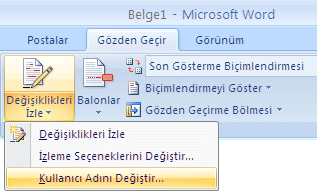 Belge1 - Microsoft Word
Postalar Gözden Geçir Görünüm
Değişiklikleri İzle
Balonlar
Son Gösterme Biçimlendirmesi
Biçimlendirmeyi Göster
Gözden Geçirme Bölmesi
Değişiklikleri İzle
İzleme Seçeneklerini Değiştir...
Kullanıcı Adını Değiştir...